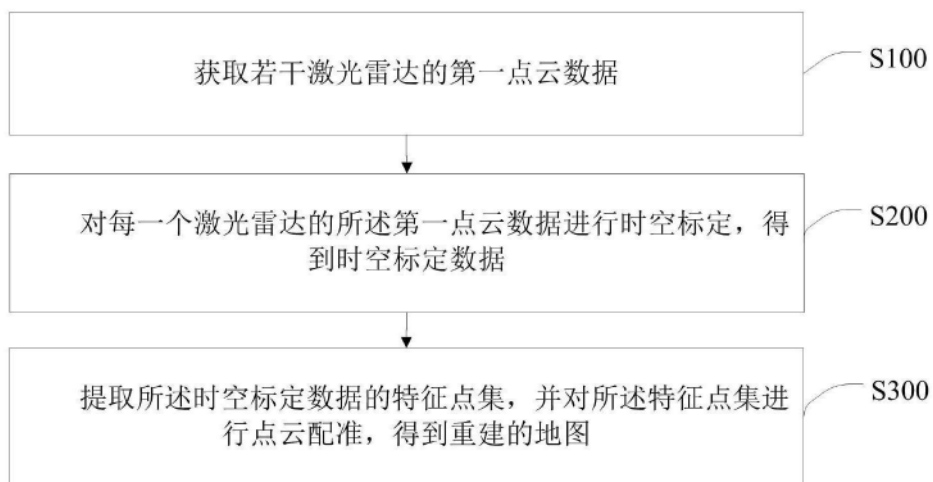 获取若干激光雷达的第一点云数据
S100
对每一个激光雷达的所述第一点云数据进行时空标定，得
到时空标定数据
S200
提取所述时空标定数据的特征点集，并对所述特征点集进
行点云配准，得到重建的地图
S300